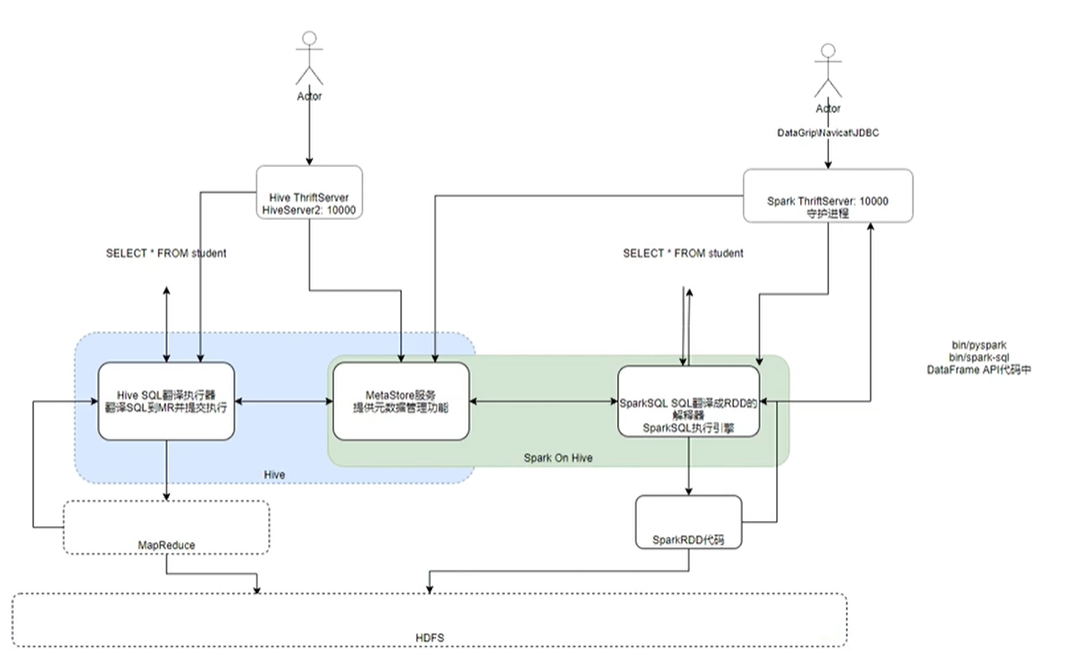 Actor
Actor
DataGrip\Navicat\JDBC
Hive ThriftServer
HiveServer2: 10000
Spark ThriftServer: 10000
守护进程
SELECT * FROM student
SELECT * FROM student
bin/pyspark
bin/spark-sql
DataFrame API代码中
Hive SQL翻译执行器
翻译SQL到MR并提交执行
MetaStore服务
提供元数据管理功能
SparkSQL SQL翻译成RDD的
解释器
SparkSQL执行引擎
Spark On Hive
Hive
MapReduce
SparkRDD代码
HDFS